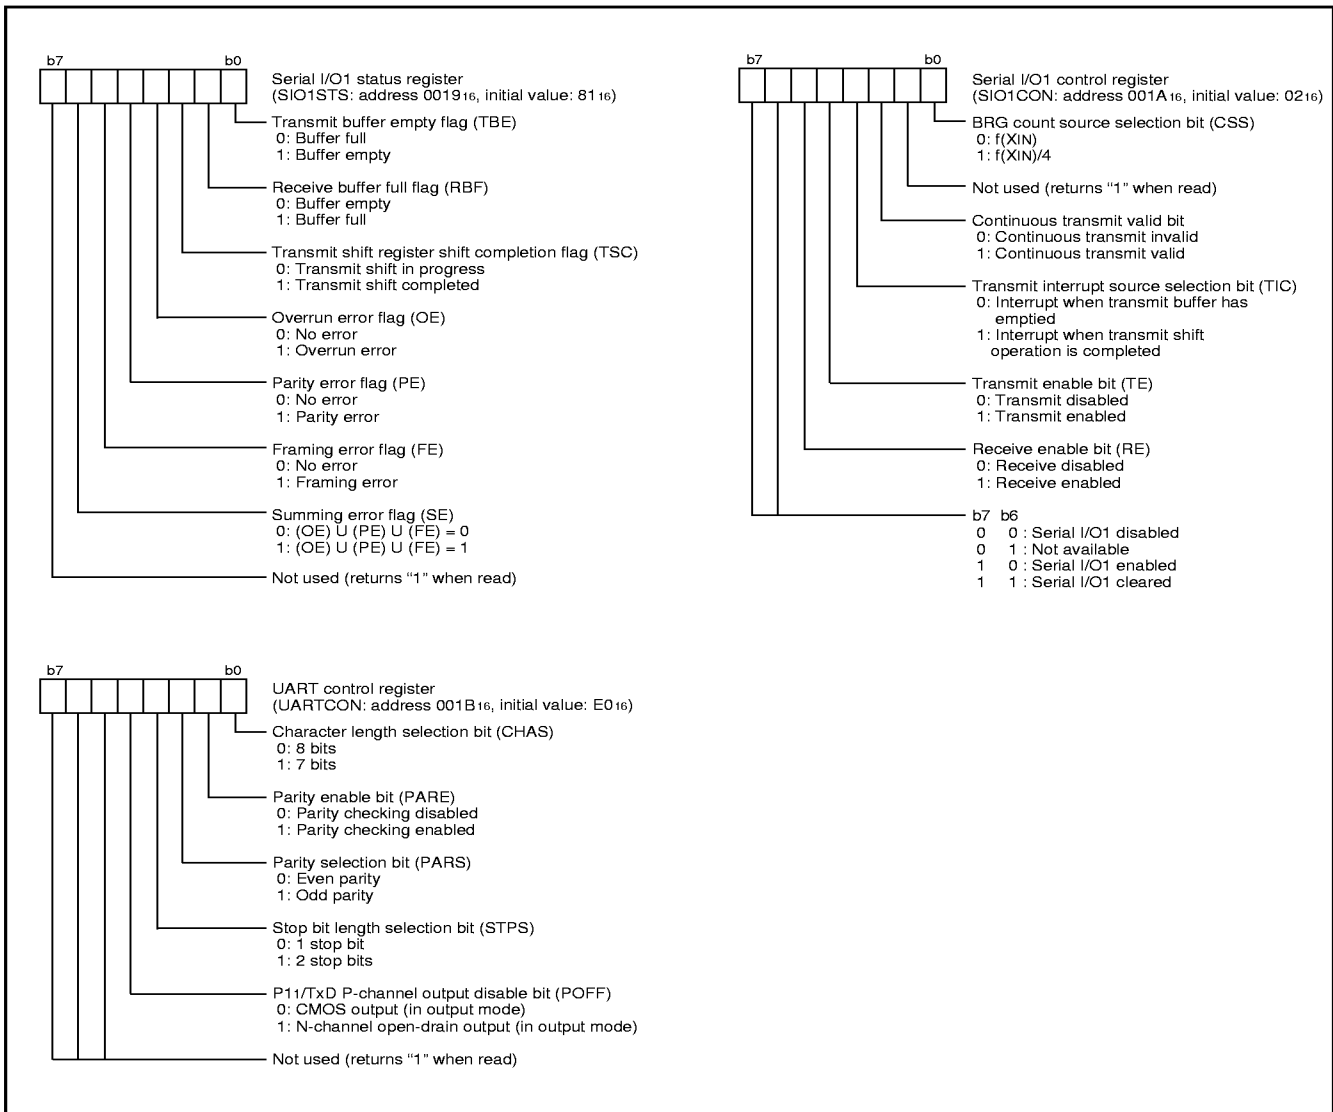 b7 b0
Serial I/O1 status register
(SIO1STS: address 0019₁₆, initial value: 81₁₆)
Transmit buffer empty flag (TBE)
0: Buffer full
1: Buffer empty
Receive buffer full flag (RBF)
0: Buffer empty
1: Buffer full
Transmit shift register shift completion flag (TSC)
0: Transmit shift in progress
1: Transmit shift completed
Overrun error flag (OE)
0: No error
1: Overrun error
Parity error flag (PE)
0: No error
1: Parity error
Framing error flag (FE)
0: No error
1: Framing error
Summing error flag (SE)
0: (OE) U (PE) U (FE) = 0
1: (OE) U (PE) U (FE) = 1
Not used (returns “1” when read)
b7 b0
Serial I/O1 control register
(SIO1CON: address 001A₁₆, initial value: 02₁₆)
BRG count source selection bit (CSS)
0: f(XIN)
1: f(XIN)/4
Not used (returns “1” when read)
Continuous transmit valid bit
0: Continuous transmit invalid
1: Continuous transmit valid
Transmit interrupt source selection bit (TIC)
0: Interrupt when transmit buffer has
emptied
1: Interrupt when transmit shift
operation is completed
Transmit enable bit (TE)
0: Transmit disabled
1: Transmit enabled
Receive enable bit (RE)
0: Receive disabled
1: Receive enabled
b7 b6
0 0 : Serial I/O1 disabled
0 1 : Not available
1 0 : Serial I/O1 enabled
1 1 : Serial I/O1 cleared
b7 b0
UART control register
(UARTCON: address 001B₁₆, initial value: E0₁₆)
Character length selection bit (CHAS)
0: 8 bits
1: 7 bits
Parity enable bit (PARE)
0: Parity checking disabled
1: Parity checking enabled
Parity selection bit (PARS)
0: Even parity
1: Odd parity
Stop bit length selection bit (STPS)
0: 1 stop bit
1: 2 stop bits
P11/TxD P-channel output disable bit (POFF)
0: CMOS output (in output mode)
1: N-channel open-drain output (in output mode)
Not used (returns “1” when read)